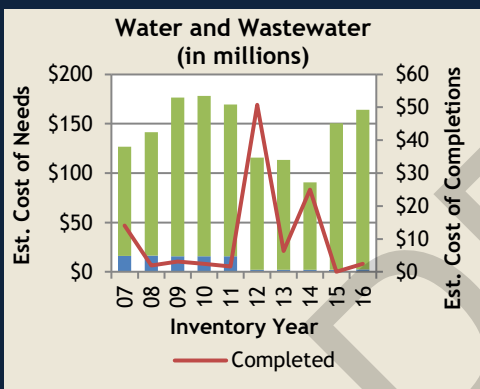 Water and Wastewater
(in millions)
Est. Cost of Needs
$200
$150
$100
$50
$0
$60
$50
$40
$30
$20
$10
$0
Est. Cost of Completions
07 08 09 10 11 12 13 14 15 16
Inventory Year
Completed